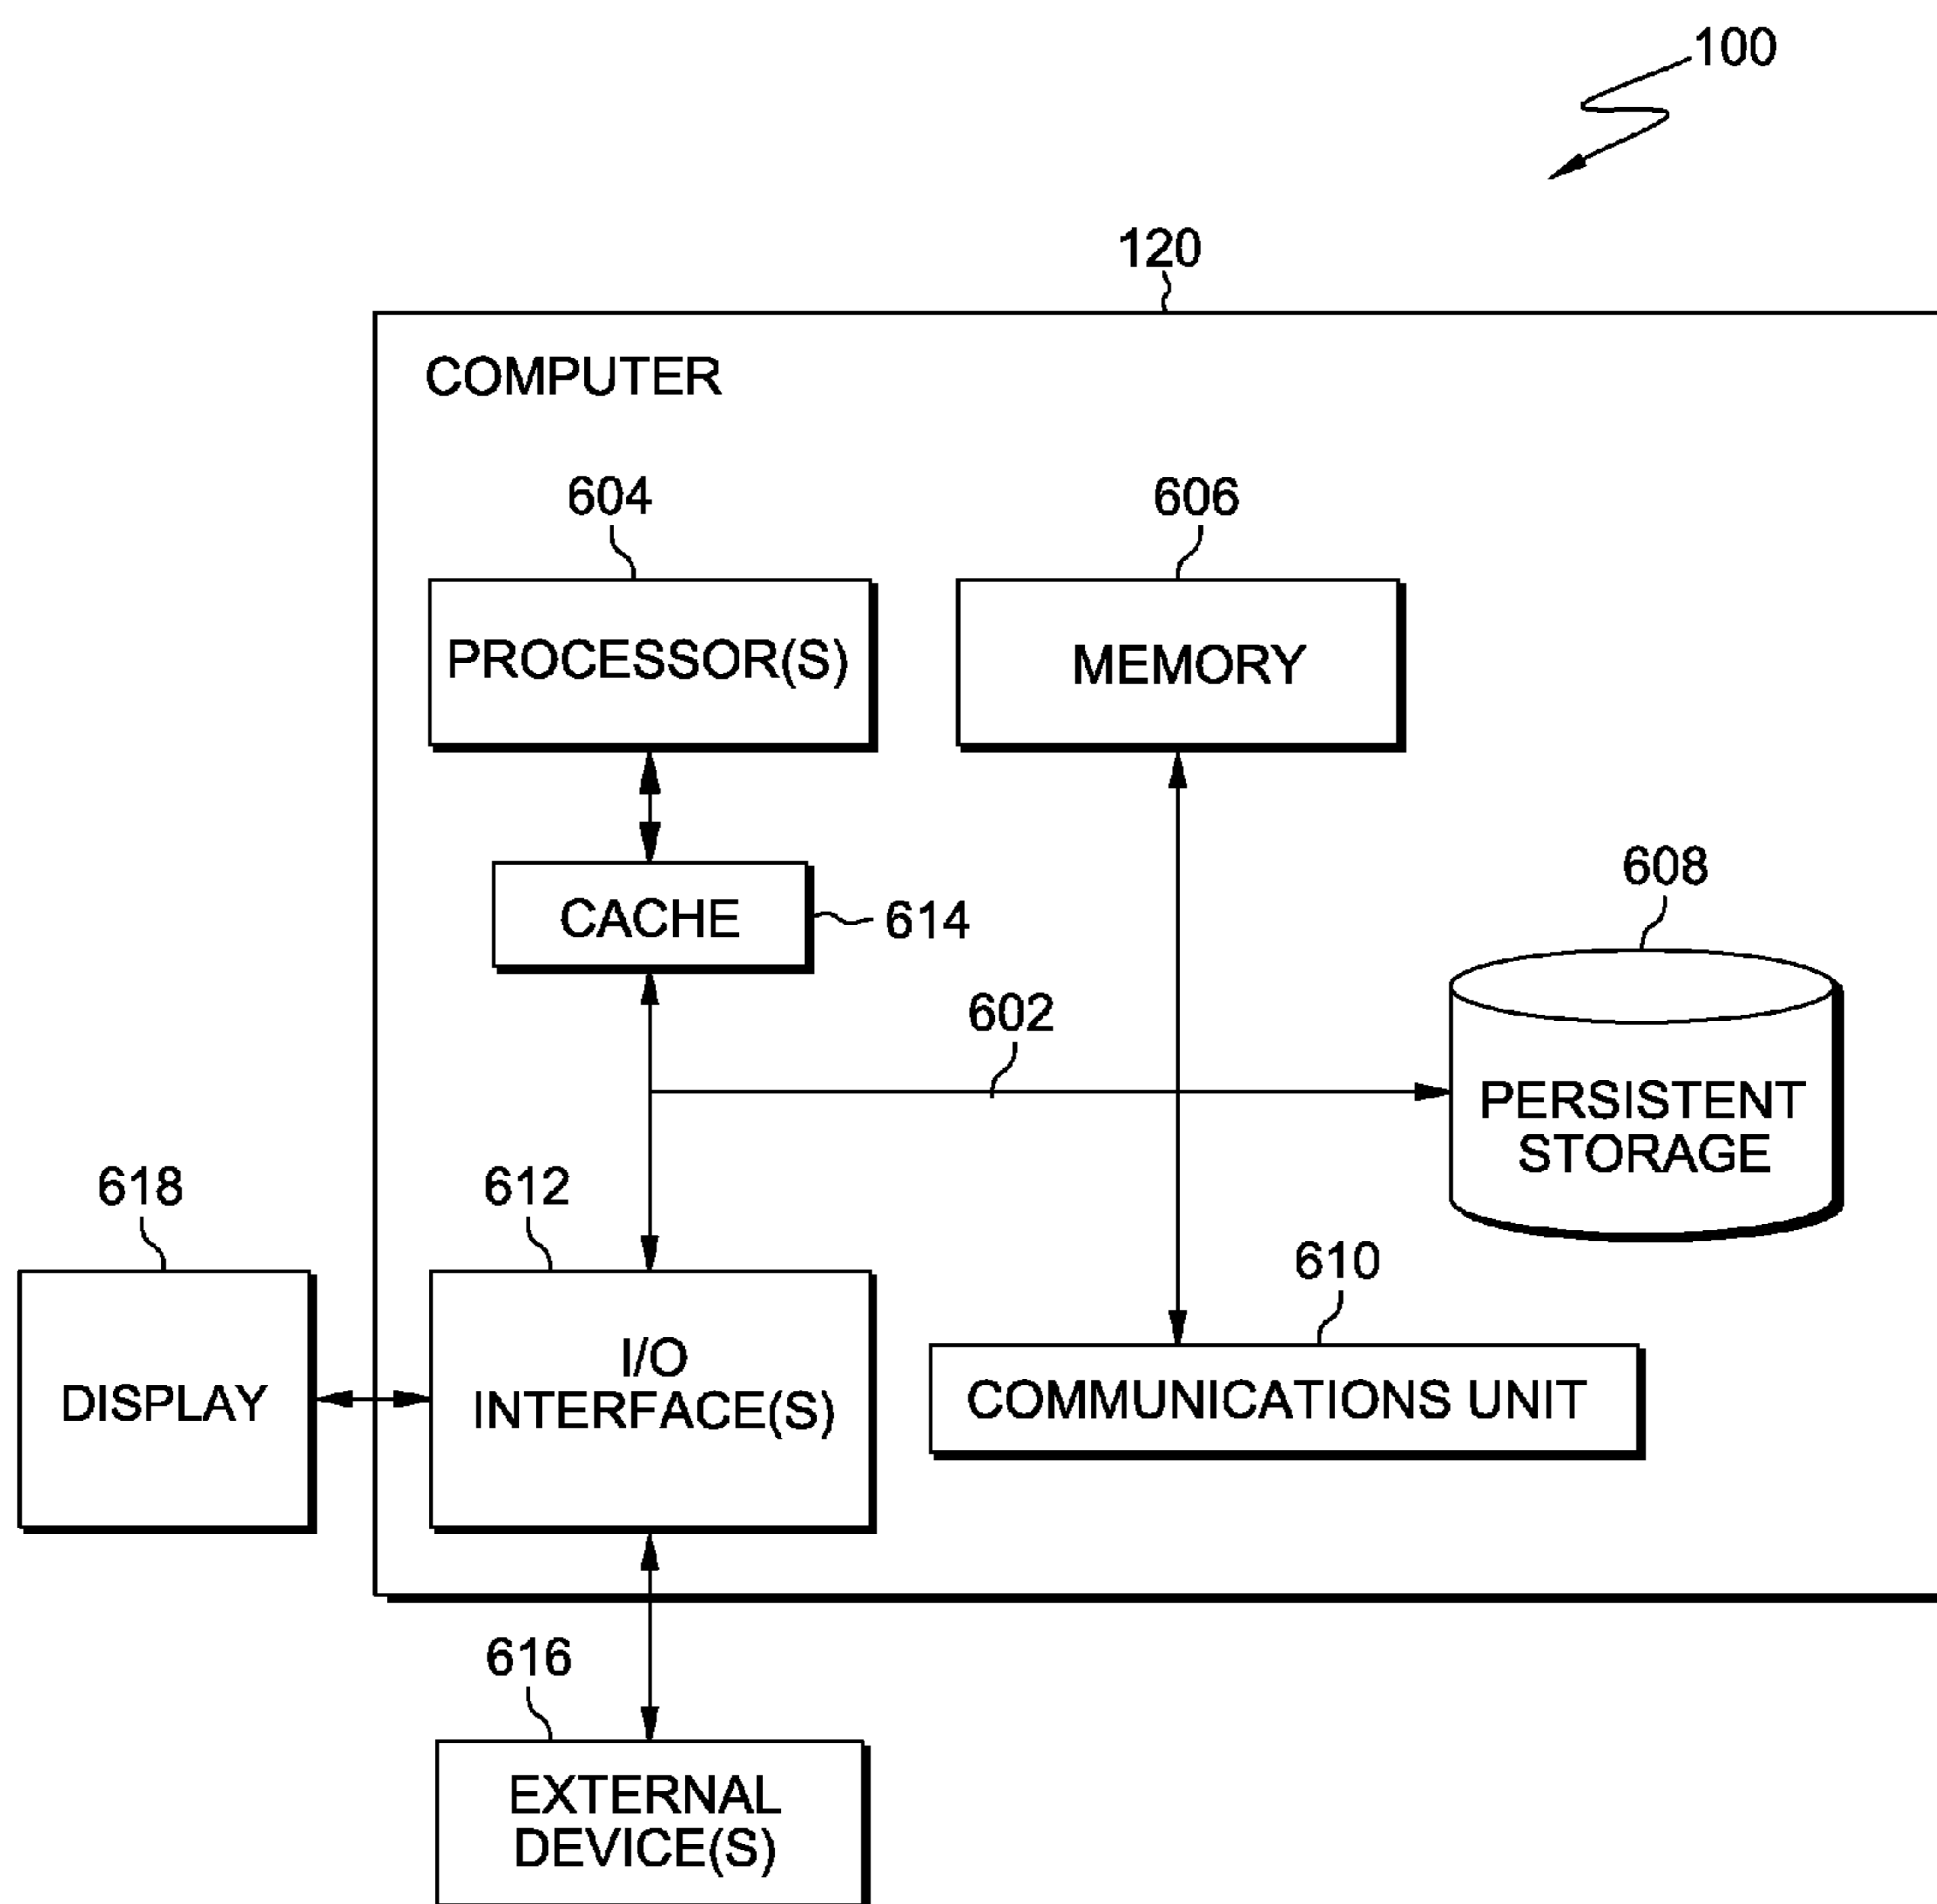 100
120
COMPUTER
604
606
PROCESSOR(S)
MEMORY
CACHE
614
608
602
PERSISTENT
STORAGE
618
612
610
DISPLAY
I/O
INTERFACE(S)
COMMUNICATIONS UNIT
616
EXTERNAL
DEVICE(S)